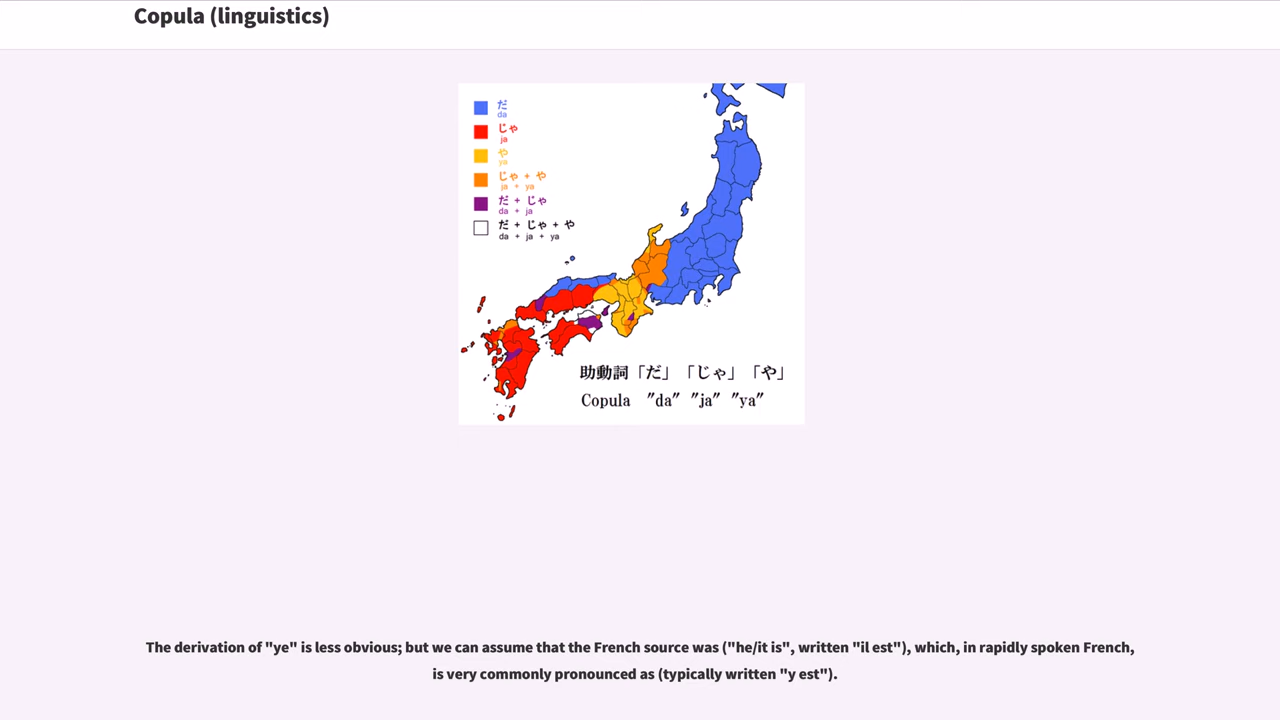 Copula (linguistics)
だ
da
じゃ
ja
や
ya
じゃ + や
ja + ya
だ + じゃ
da + ja
だ + じゃ + や
da + ja + ya
助動詞「だ」「じゃ」「や」
Copula "da" "ja" "ya"
The derivation of "ye" is less obvious; but we can assume that the French source was ("he/it is", written "il est"), which, in rapidly spoken French,
is very commonly pronounced as (typically written "y est").